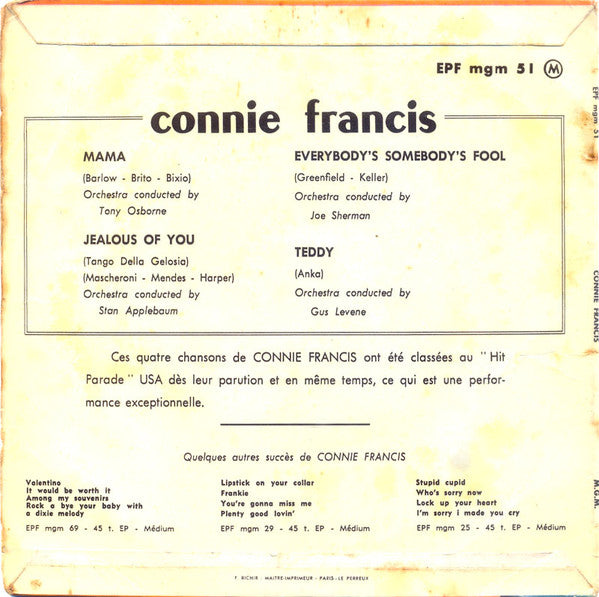 EPF mgm 51 M
connie francis
MAMA
(Barlow - Brito - Bixio)
Orchestra conducted by
Tony Osborne
JEALOUS OF YOU
(Tango Della Gelosia)
(Mascheroni - Mendes - Harper)
Orchestra conducted by
Stan Applebaum
EVERYBODY'S SOMEBODY'S FOOL
(Greenfield - Keller)
Orchestra conducted by
Joe Sherman
TEDDY
(Anka)
Orchestra conducted by
Gus Levene
Ces quatre chansons de CONNIE FRANCIS ont été classées au "Hit
Parade" USA dès leur parution et en même temps, ce qui est une perfor-
mance exceptionnelle.
Quelques autres succès de CONNIE FRANCIS
Valentino
It would be worth it
Among my souvenirs
Rock a bye your baby with
a dixie melody
EPF mgm 69 - 45 t. EP - Médium
Lipstick on your collar
Frankie
You're gonna miss me
Plenty good lovin'
EPF mgm 29 - 45 t. EP - Médium
Stupid cupid
Who's sorry now
Lock up your heart
I'm sorry i made you cry
EPF mgm 25 - 45 t. EP - Médium
F. BICHIR - MAITRE-IMPRIMEUR - PARIS - LE PERREUX
EPF mgm 51
CONNIE FRANCIS
M.G.M.